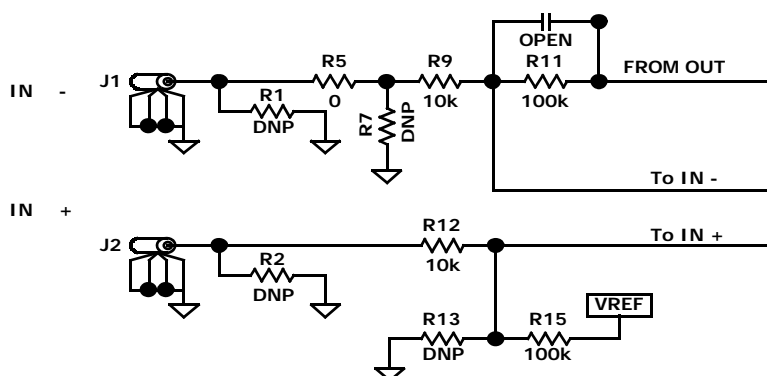 OPEN
R5
R9
R11
FROM OUT
J1
IN -
R1
0
10k
100k
DNP
R7
DNP
To IN -
IN +
R12
To IN +
J2
R2
10k
DNP
VREF
R13
R15
DNP
100k